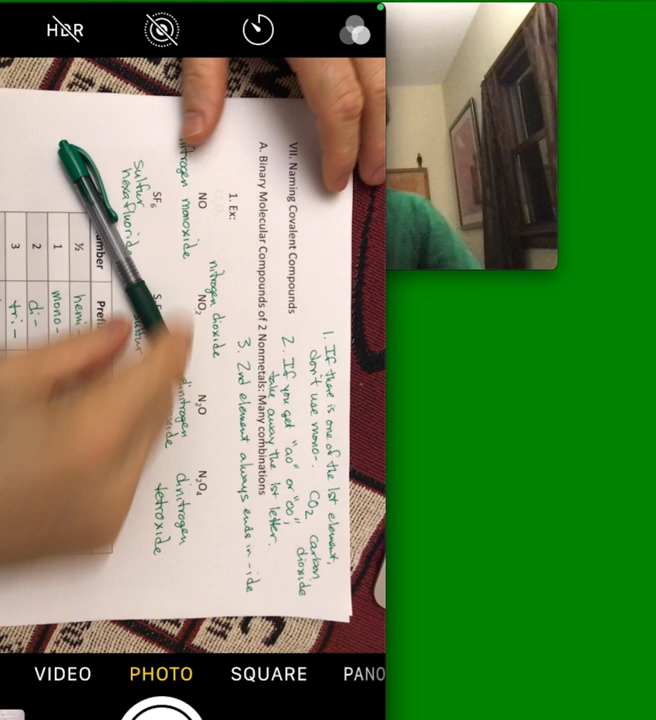 HDR
VII. Naming Covalent Compounds
1. If there is one of the 1st element,
don't use mono-. CO2 carbon
dioxide
2. If you get "ao" or "oo",
take away the 1st letter.
A. Binary Molecular Compounds of 2 Nonmetals: Many combinations
3. 2nd element always ends in -ide
1. Ex:
nitrogen dioxide
NO NO2 N2O N2O4
nitrogen monoxide
dinitrogen
dinitrogen
tetroxide
SF6
sulfur
hexafluoride
½ hemi-
1 mono-
2 di-
3 tri-
VIDEO PHOTO SQUARE PANO